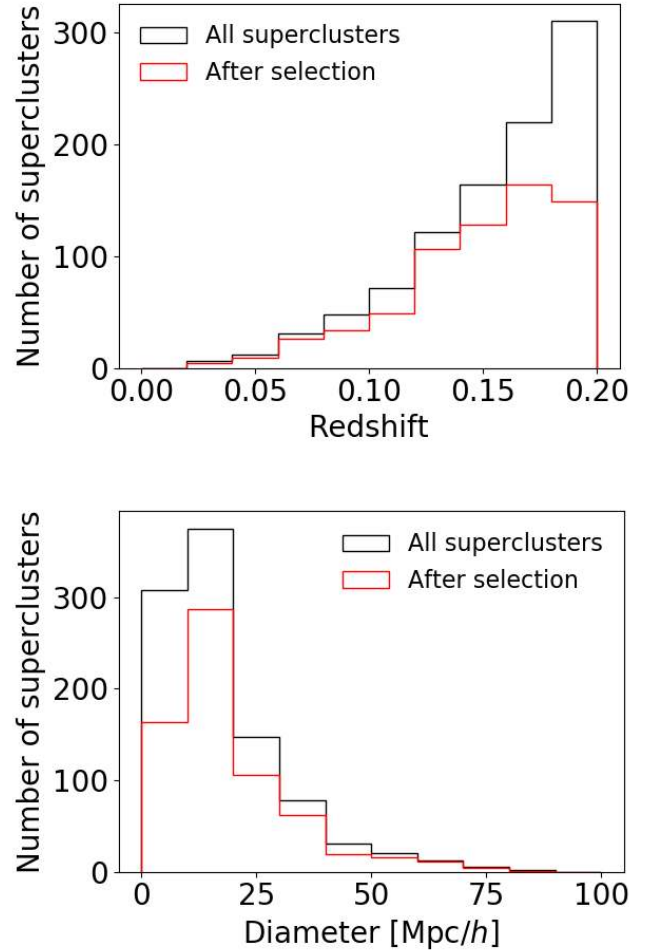 Number of superclusters
300
200
100
0
All superclusters
After selection
0.00 0.05 0.10 0.15 0.20
Redshift
Number of superclusters
300
200
100
0
All superclusters
After selection
0 25 50 75 100
Diameter [Mpc/h]